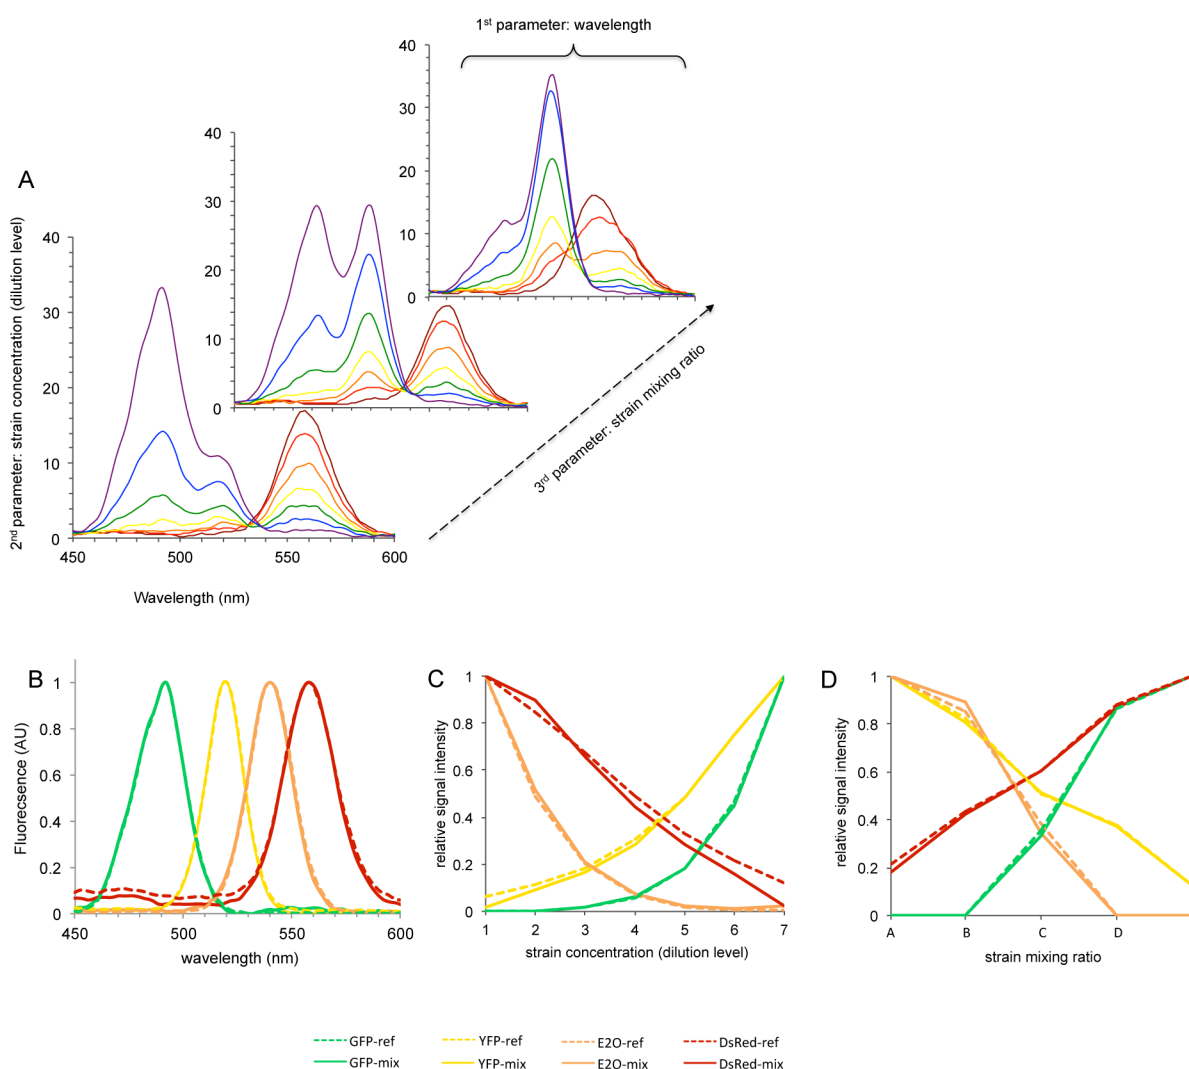 1st parameter: wavelength
40
30
20
10
0
40
30
20
10
0
A
2nd parameter: strain concentration (dilution level)
40
30
20
10
0
450 500 550 600
Wavelength (nm)
3rd parameter: strain mixing ratio
B
Fluoresence (AU)
1
0.8
0.6
0.4
0.2
0
450 500 550 600
wavelength (nm)
C
relative signal intensity
1
0.8
0.6
0.4
0.2
0
1 2 3 4 5 6 7
strain concentration (dilution level)
D
relative signal intensity
1
0.8
0.6
0.4
0.2
0
A B C D
strain mixing ratio
GFP-ref YFP-ref E2O-ref DsRed-ref
GFP-mix YFP-mix E2O-mix DsRed-mix